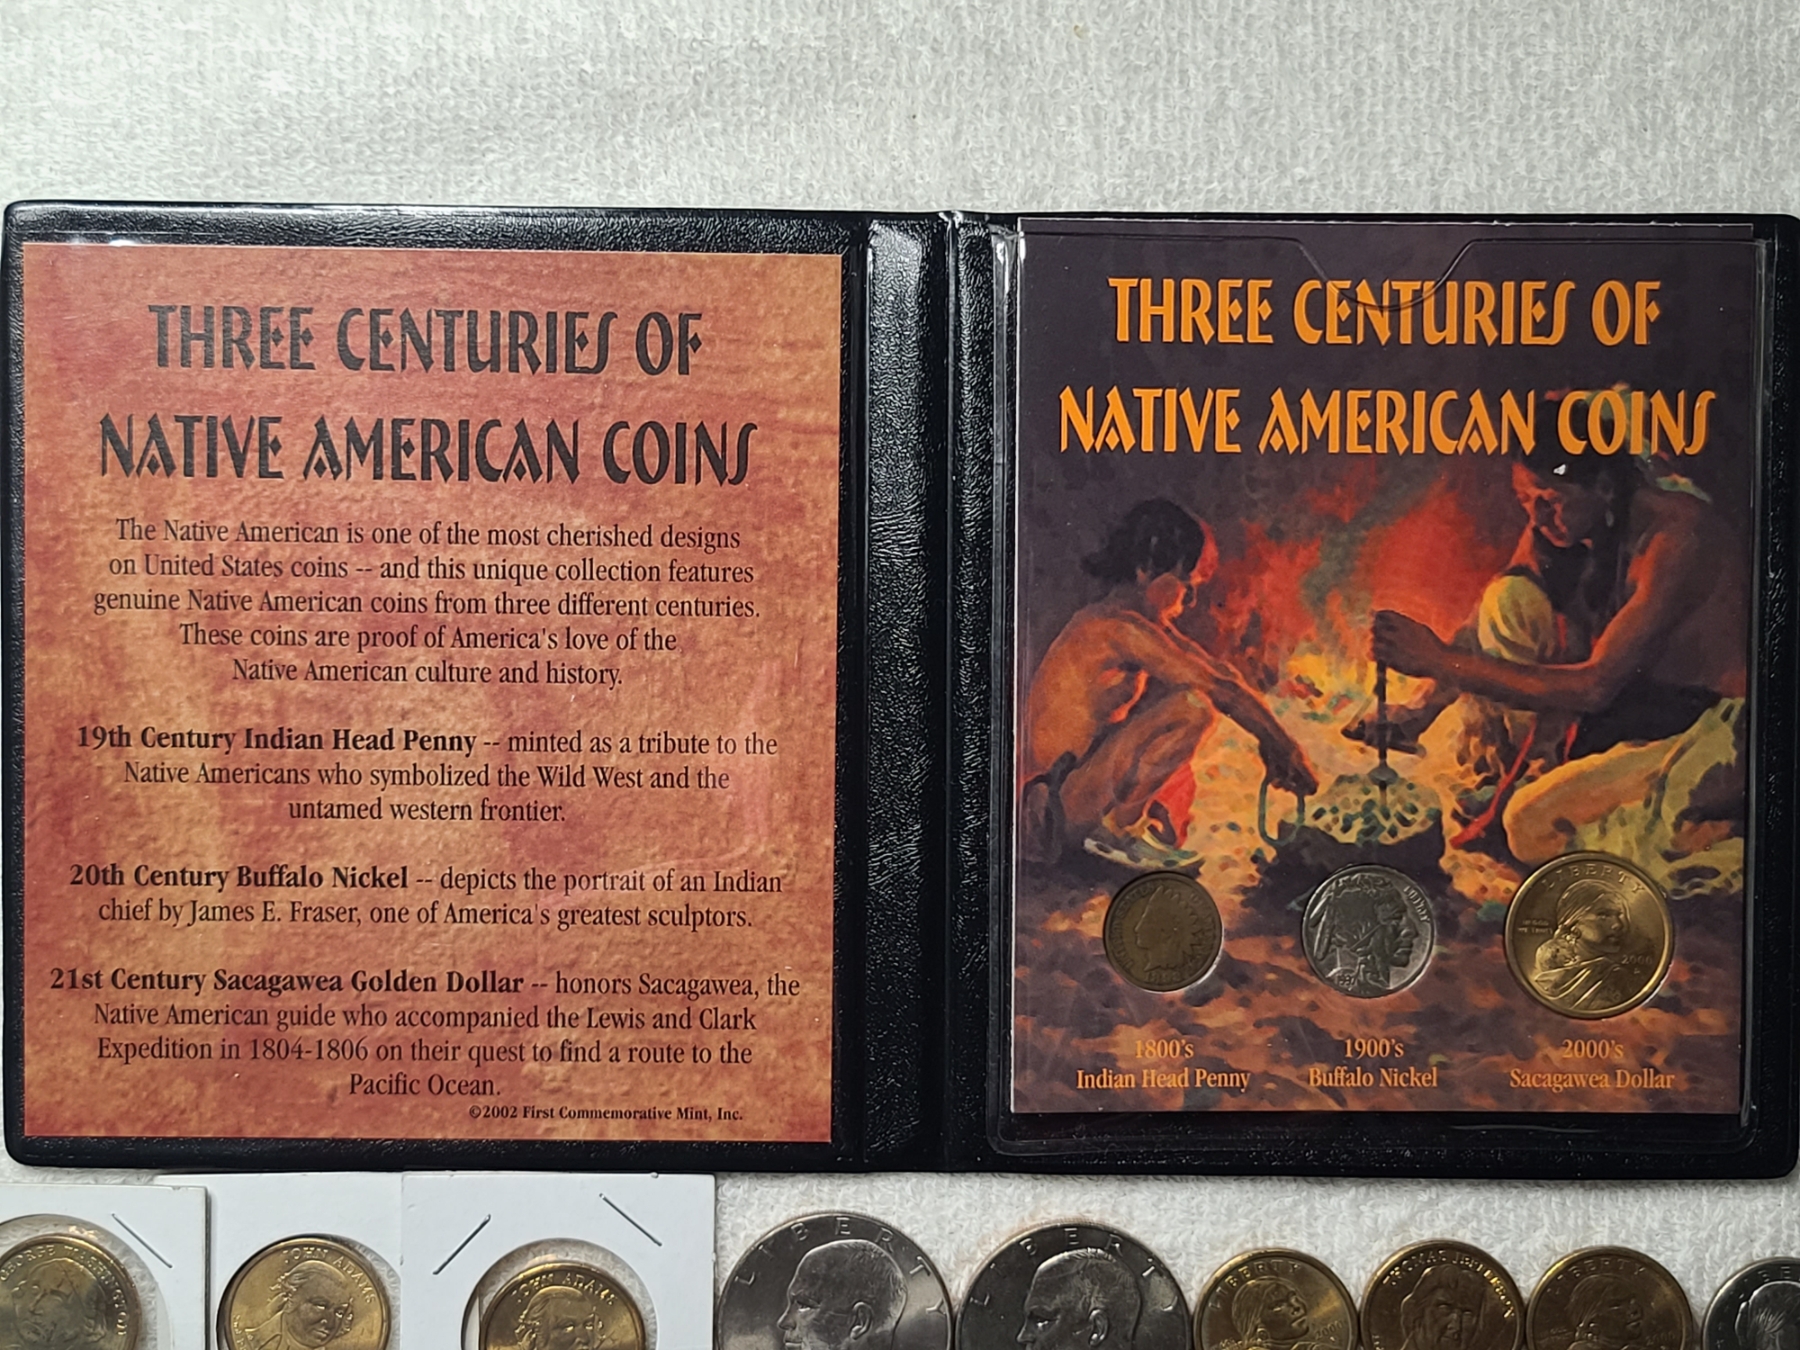 THREE CENTURIES OF
NATIVE AMERICAN COINS
The Native American is one of the most cherished designs
on United States coins -- and this unique collection features
genuine Native American coins from three different centuries.
These coins are proof of America's love of the
Native American culture and history.
19th Century Indian Head Penny -- minted as a tribute to the
Native Americans who symbolized the Wild West and the
untamed western frontier.
20th Century Buffalo Nickel -- depicts the portrait of an Indian
chief by James E. Fraser, one of America's greatest sculptors.
21st Century Sacagawea Golden Dollar -- honors Sacagawea, the
Native American guide who accompanied the Lewis and Clark
Expedition in 1804-1806 on their quest to find a route to the
Pacific Ocean.
©2002 First Commemorative Mint, Inc.
THREE CENTURIES OF
NATIVE AMERICAN COINS
LIBERTY
2000
P
1800's
Indian Head Penny
1900's
Buffalo Nickel
2000's
Sacagawea Dollar
GEORGE WASHINGTON
JOHN ADAMS
JOHN ADAMS
LIBERTY
LIBERTY
LIBERTY
2000
THOMAS JEFFERSON
LIBERTY
2000